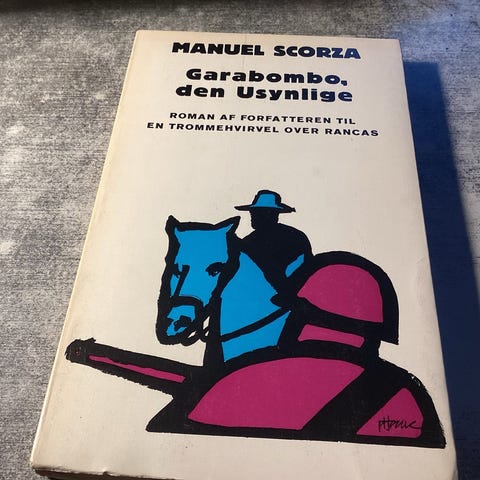 MANUEL SCORZA
Garabombo,
den Usynlige
ROMAN AF FORFATTEREN TIL
EN TROMMEHVIRVEL OVER RANCAS